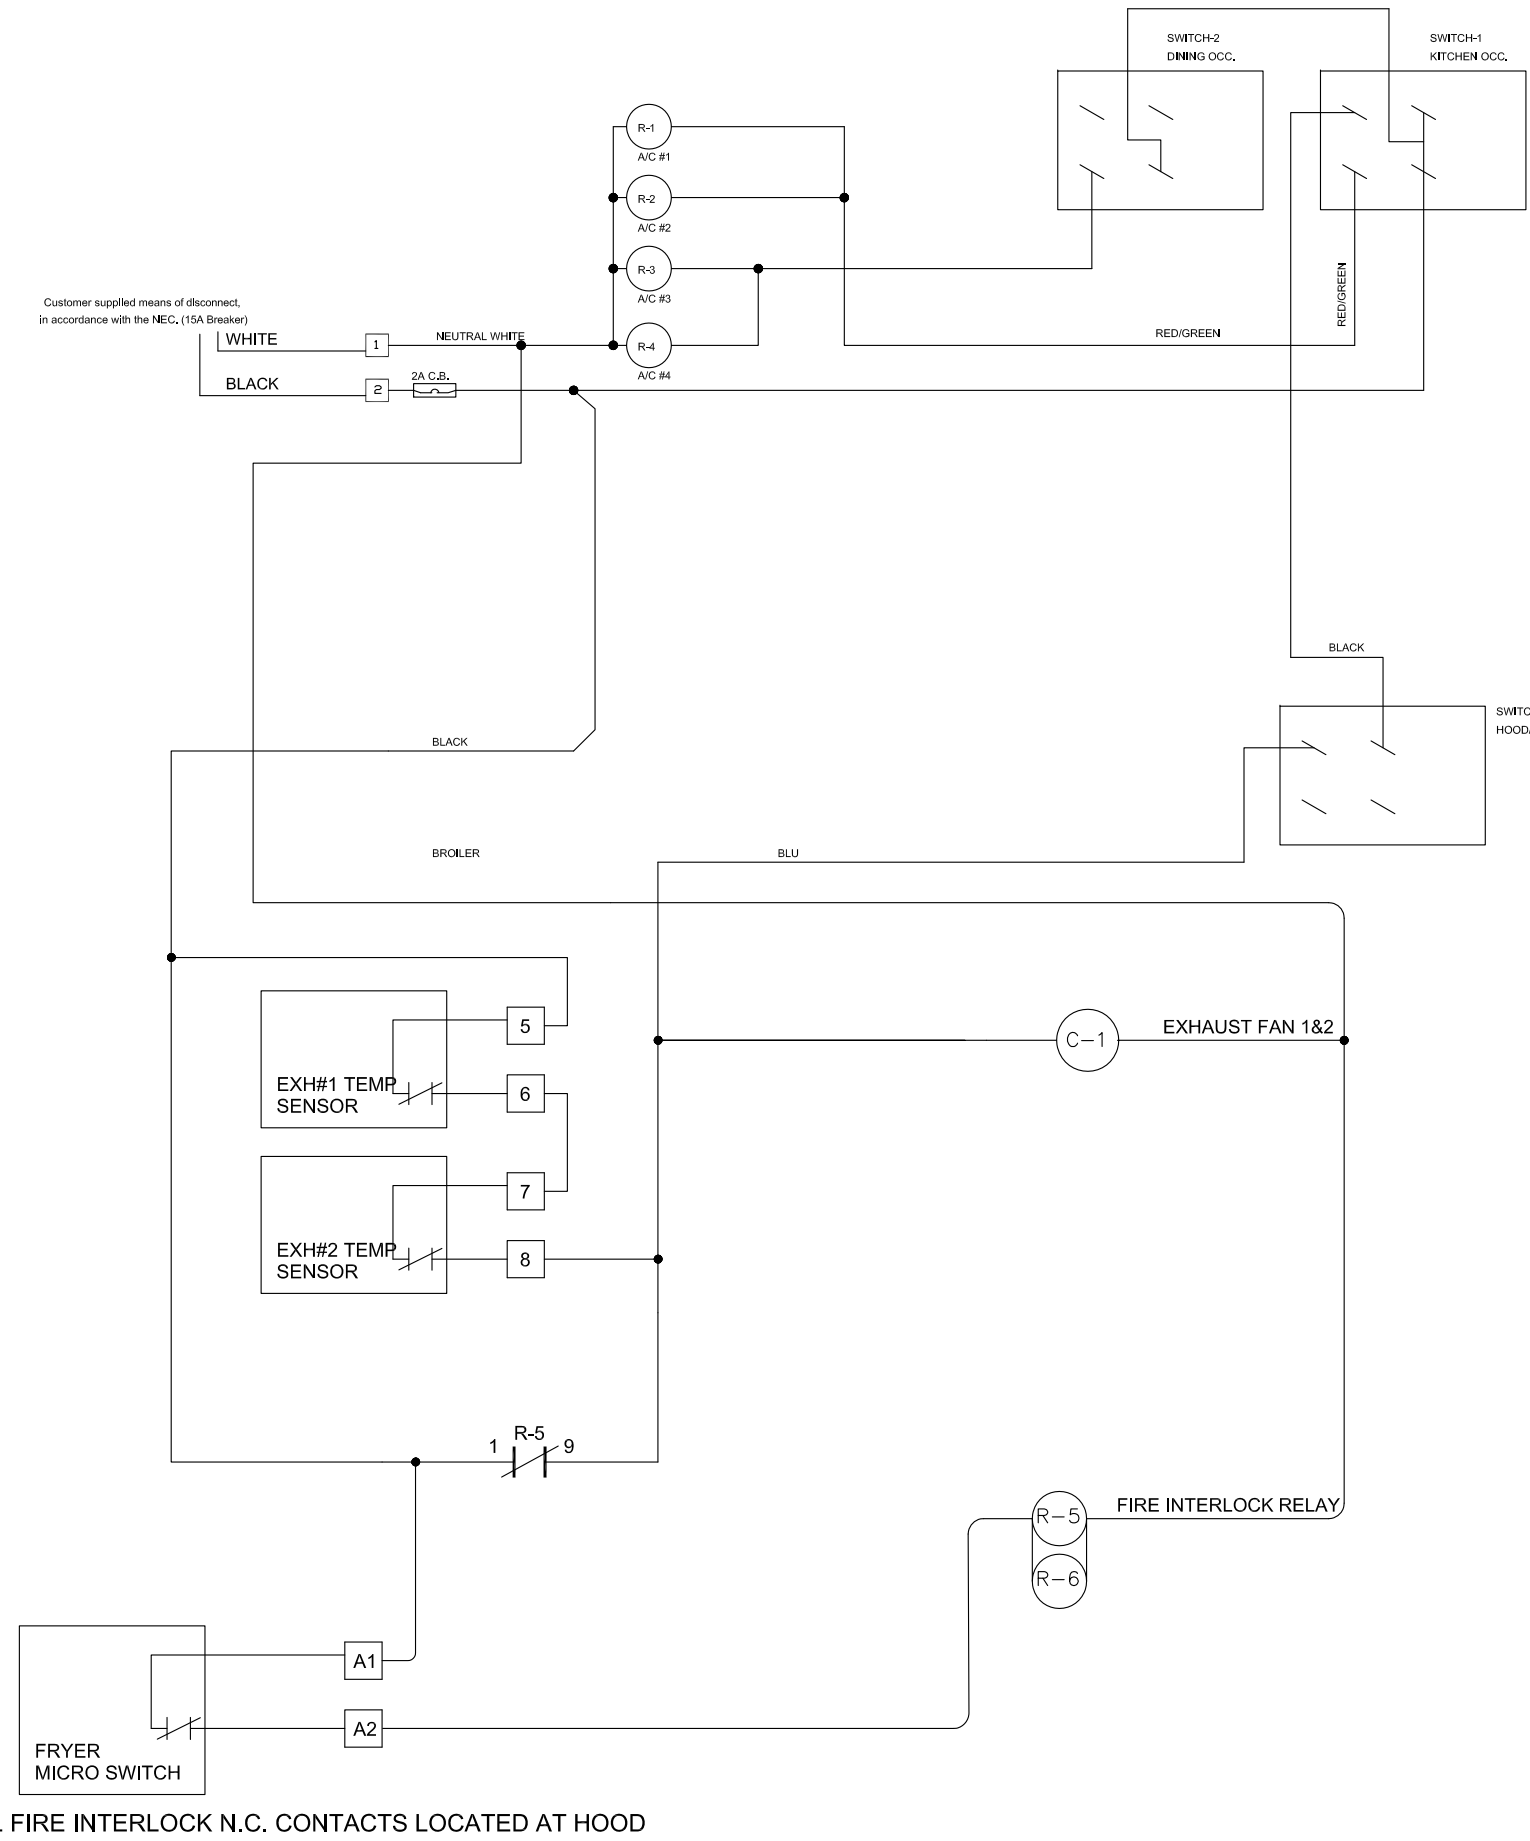 SWITCH-2
DINING OCC.
SWITCH-1
KITCHEN OCC.
R-1
A/C #1
R-2
A/C #2
R-3
A/C #3
R-4
A/C #4
Customer supplied means of disconnect,
in accordance with the NEC. (15A Breaker)
WHITE
1
NEUTRAL WHITE
BLACK
2
2A C.B.
RED/GREEN
RED/GREEN
BLACK
SWITC
HOOD/
BLACK
BROILER
BLU
5
EXH#1 TEMP
SENSOR
6
C-1
EXHAUST FAN 1&2
7
EXH#2 TEMP
SENSOR
8
1
R-5
9
R-5
FIRE INTERLOCK RELAY
R-6
A1
A2
FRYER
MICRO SWITCH
FIRE INTERLOCK N.C. CONTACTS LOCATED AT HOOD